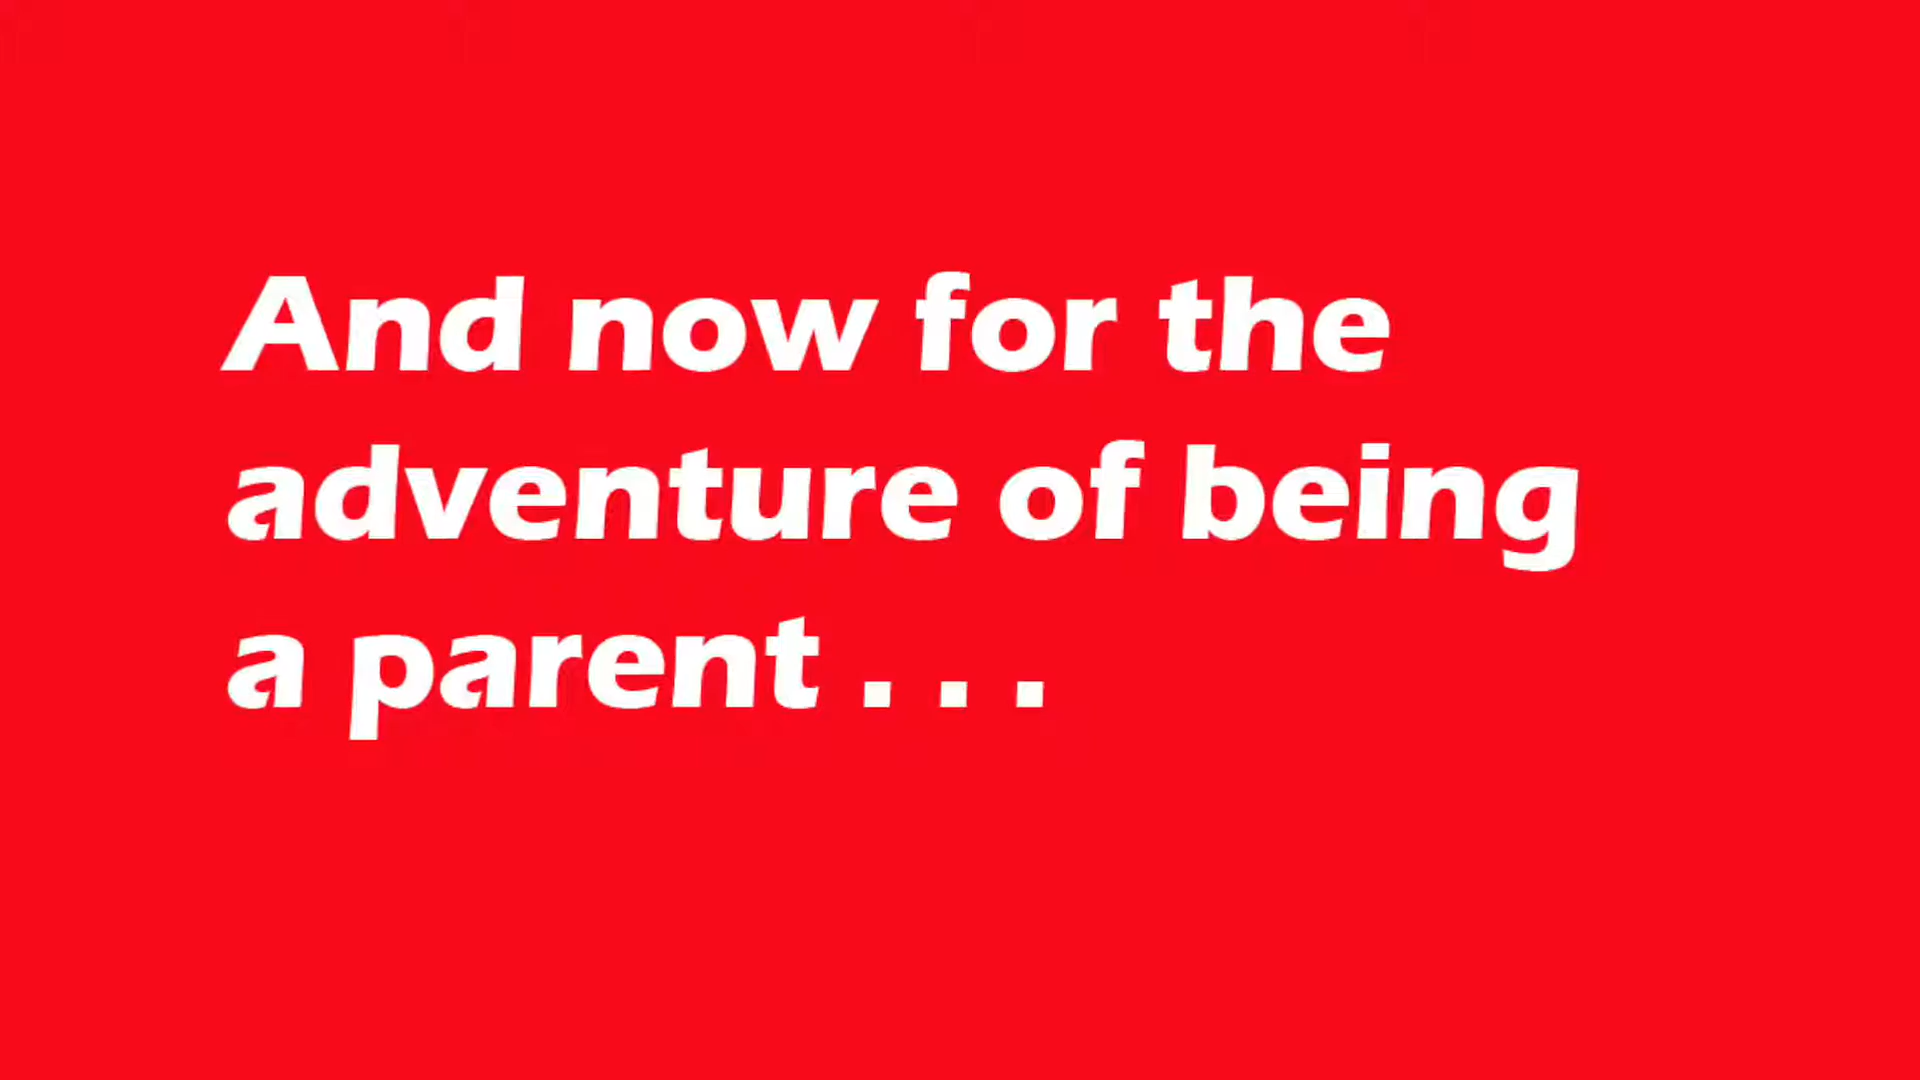 And now for the
adventure of being
a parent . . .